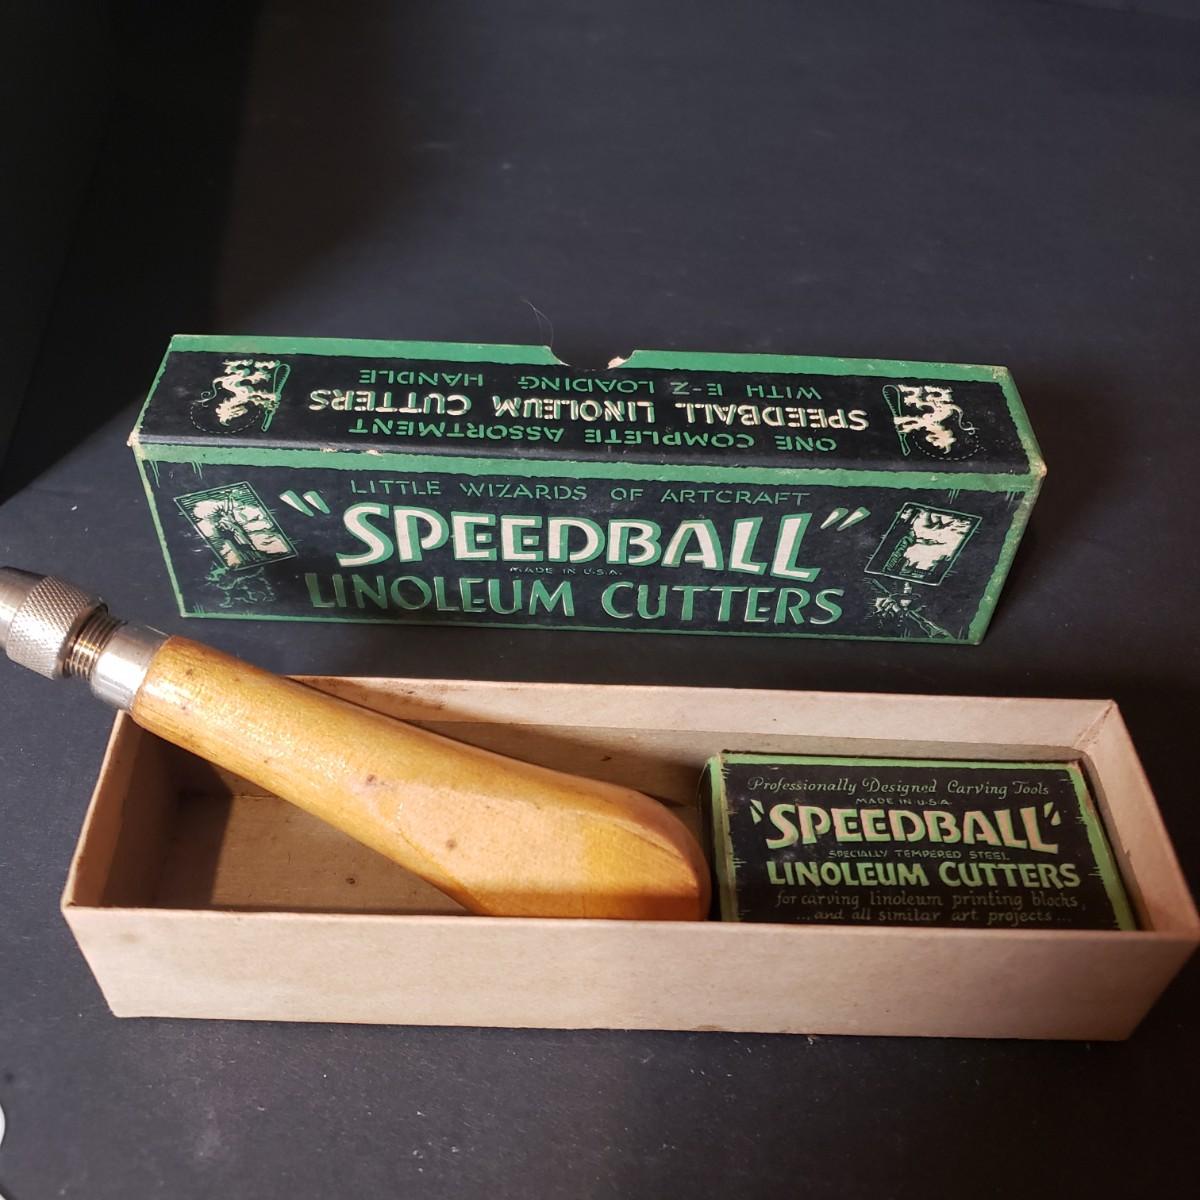 ONE COMPLETE ASSORTMENT
SPEEDBALL LINOLEUM CUTTERS
WITH E-Z LOADING HANDLE
LITTLE WIZARDS OF ARTCRAFT
"SPEEDBALL"
MADE IN U.S.A.
LINOLEUM CUTTERS
Professionally Designed Carving Tools
MADE IN U.S.A.
"SPEEDBALL"
SPECIALLY TEMPERED STEEL
LINOLEUM CUTTERS
for carving linoleum printing blocks,
...and all similar art projects...